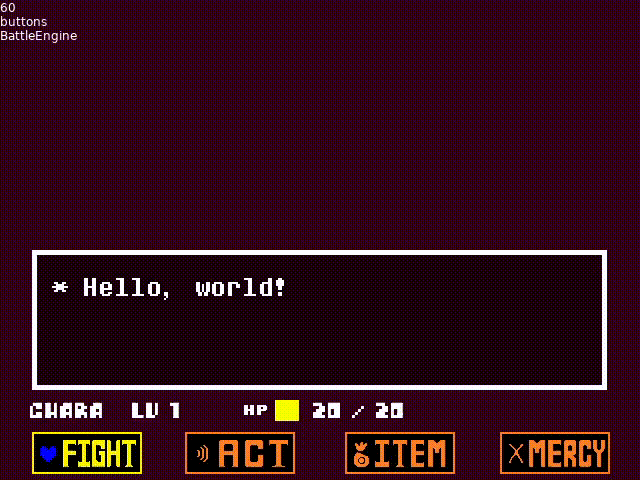 60
buttons
BattleEngine
* Hello, world!
CHARA LV 1 HP 20 / 20
FIGHT ACT ITEM MERCY